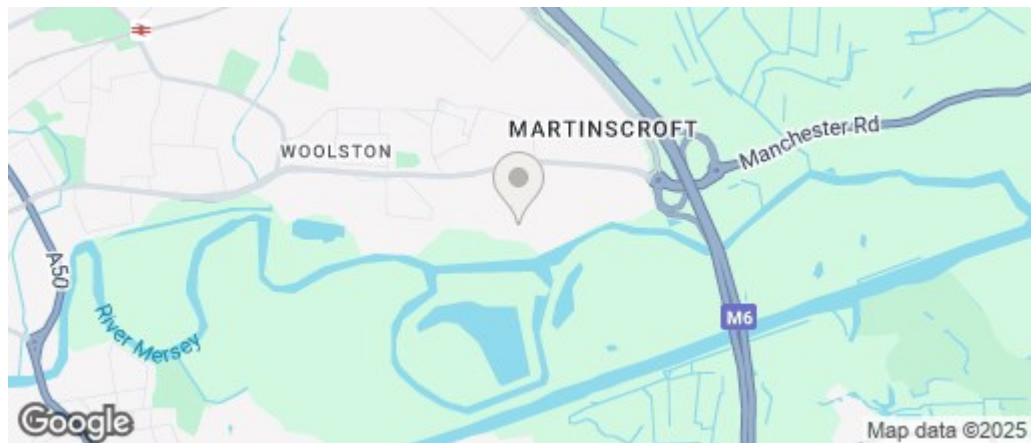 MARTINSCROFT
Manchester Rd
WOOLSTON
A50
River Mersey
M6
Google
Map data ©2025